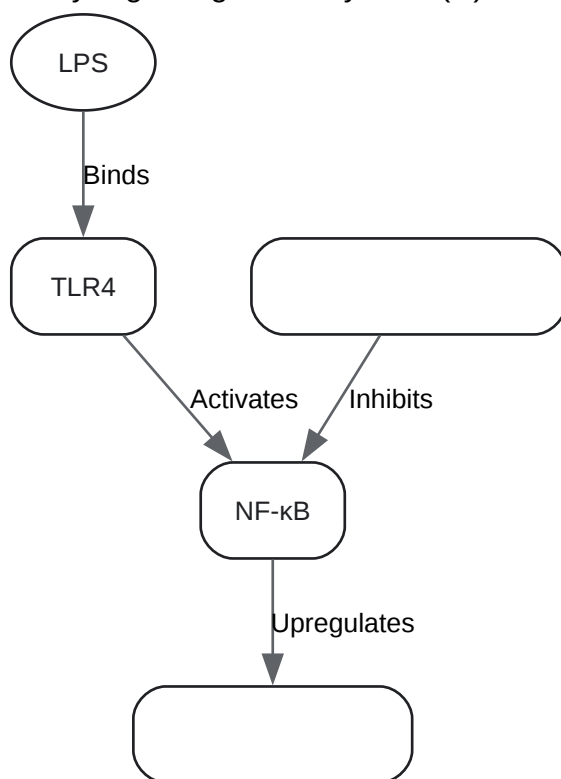 LPS
Binds
TLR4
Activates
Inhibits
NF-κB
Upregulates